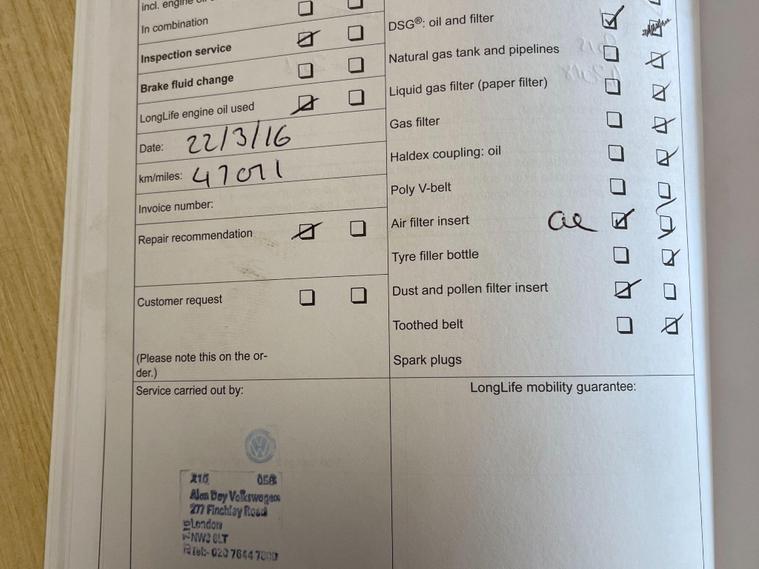 incl. engine oil
In combination
Inspection service
Brake fluid change
LongLife engine oil used
Date: 22/3/16
km/miles: 47071
Invoice number:
Repair recommendation
Customer request
(Please note this on the or-
der.)
Service carried out by:
Alan Day Volkswagen
277 Finchley Road
London
NW3 6LT
DSG®: oil and filter
Natural gas tank and pipelines
Liquid gas filter (paper filter)
Gas filter
Haldex coupling: oil
Poly V-belt
Air filter insert
Tyre filler bottle
Dust and pollen filter insert
Toothed belt
Spark plugs
LongLife mobility guarantee: